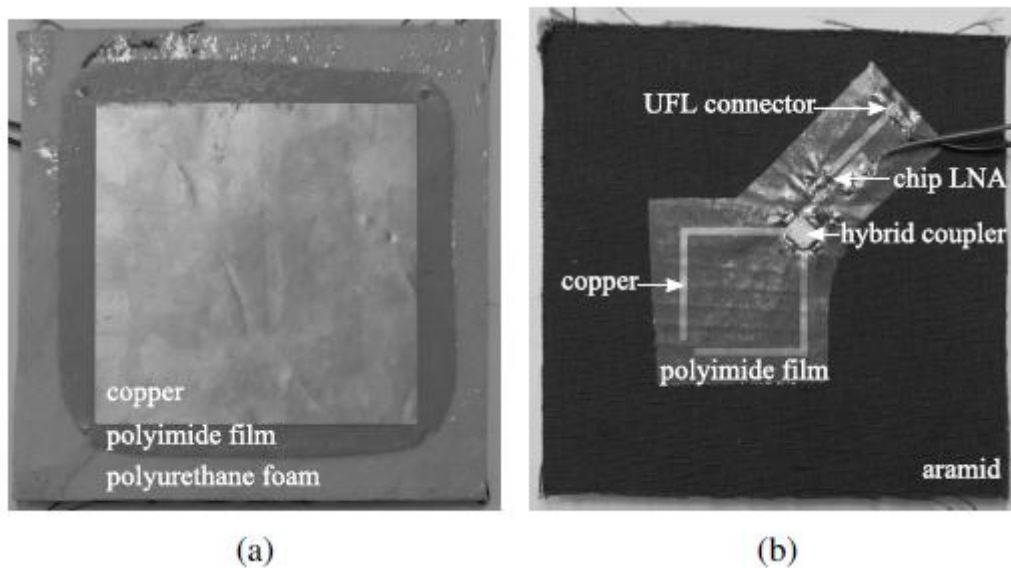 copper
polyimide film
polyurethane foam
UFL connector
chip LNA
hybrid coupler
copper
polyimide film
aramid
(a)
(b)